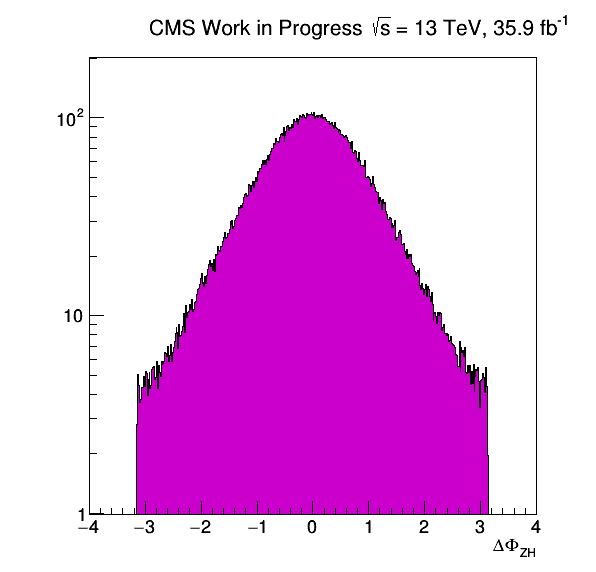 CMS Work in Progress √s = 13 TeV, 35.9 fb⁻¹
10²
10
1
−4 −3 −2 −1 0 1 2 3 4
ΔΦ_ZH